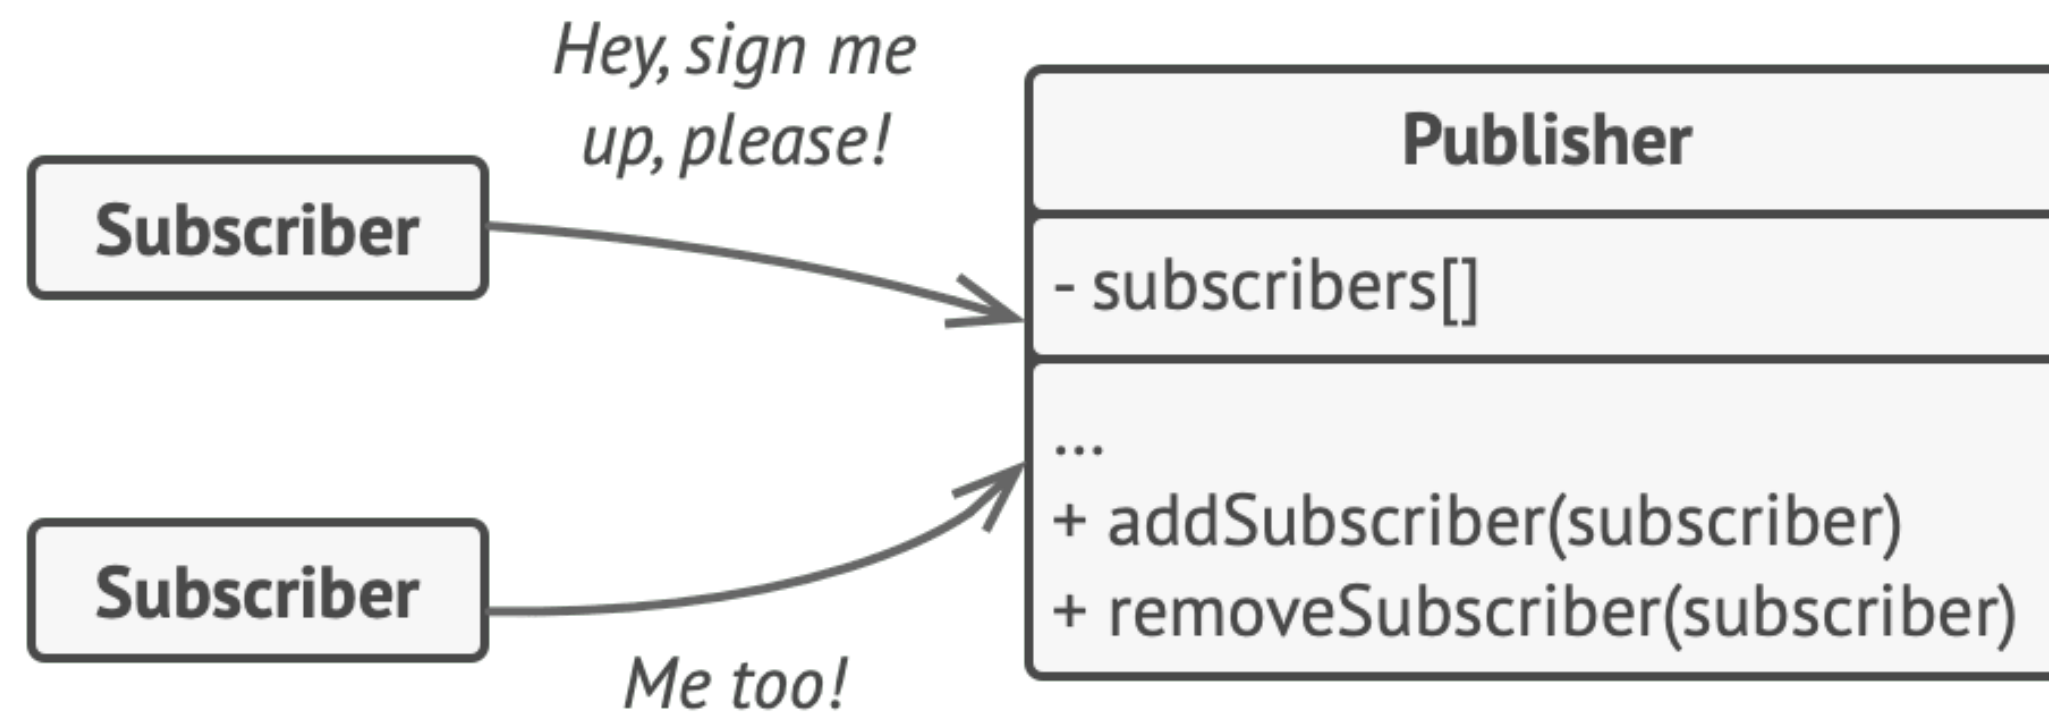 Hey, sign me
up, please!
Subscriber
Publisher
- subscribers[]
...
+ addSubscriber(subscriber)
+ removeSubscriber(subscriber)
Subscriber
Me too!